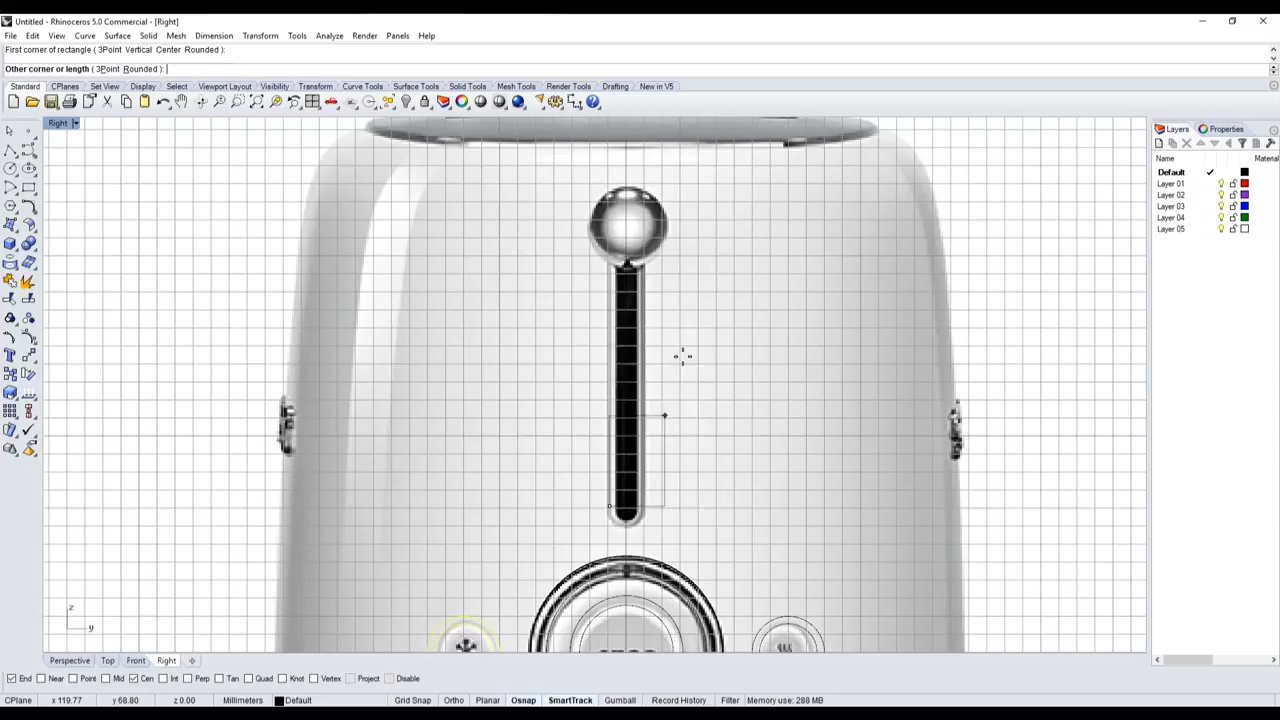 Untitled - Rhinoceros 5.0 Commercial - [Right]
File Edit View Curve Surface Solid Mesh Dimension Transform Tools Analyze Render Panels Help
First corner of rectangle ( 3Point Vertical Center Rounded ):
Other corner or length ( 3Point Rounded ):
Standard CPlanes Set View Display Select Viewport Layout Visibility Transform Curve Tools Surface Tools Solid Tools Mesh Tools Render Tools Drafting New in V5
Right
Layers Properties
Name Material
Default
Layer 01
Layer 02
Layer 03
Layer 04
Layer 05
z
y
Perspective Top Front Right
End Near Point Mid Cen Int Perp Tan Quad Knot Vertex Project Disable
CPlane x 119.77 y 68.80 z 0.00 Millimeters Default Grid Snap Ortho Planar Osnap SmartTrack Gumball Record History Filter Memory use: 288 MB